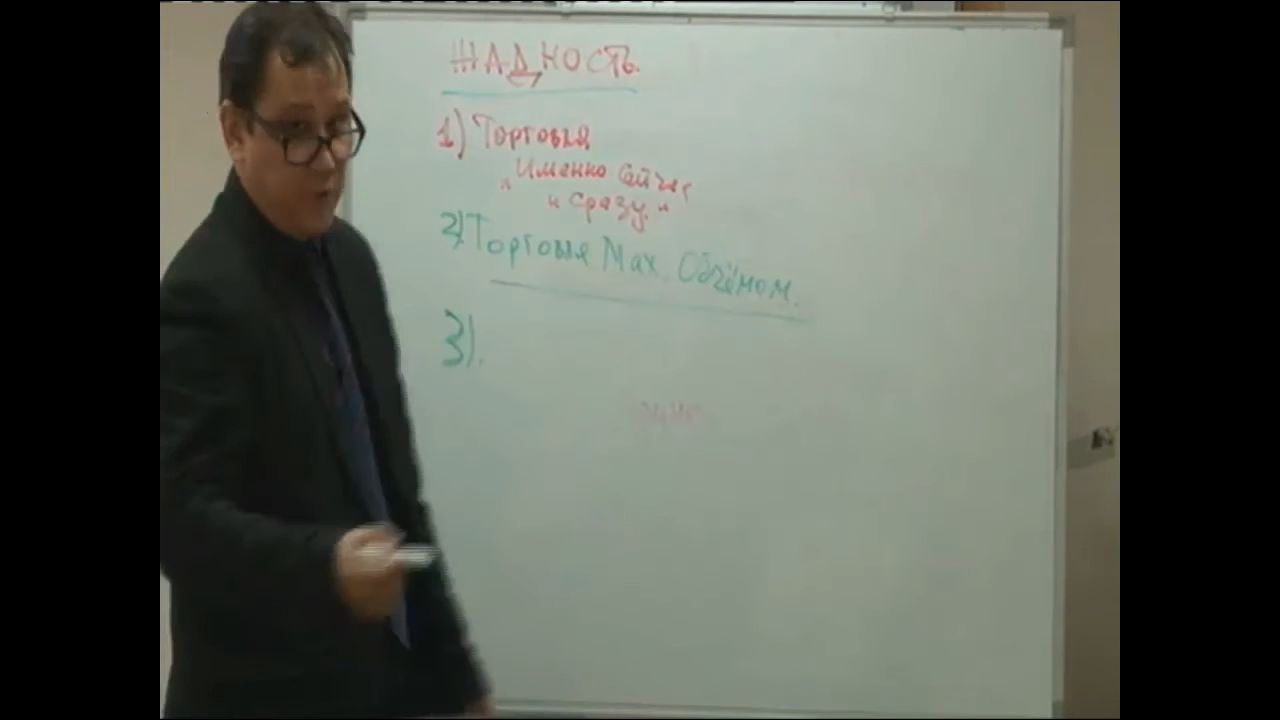 ЖАДНОСТЬ.
1) Торговля
"Именно сейчас
и сразу."
2) Торговля Max. Объёмом.
3).